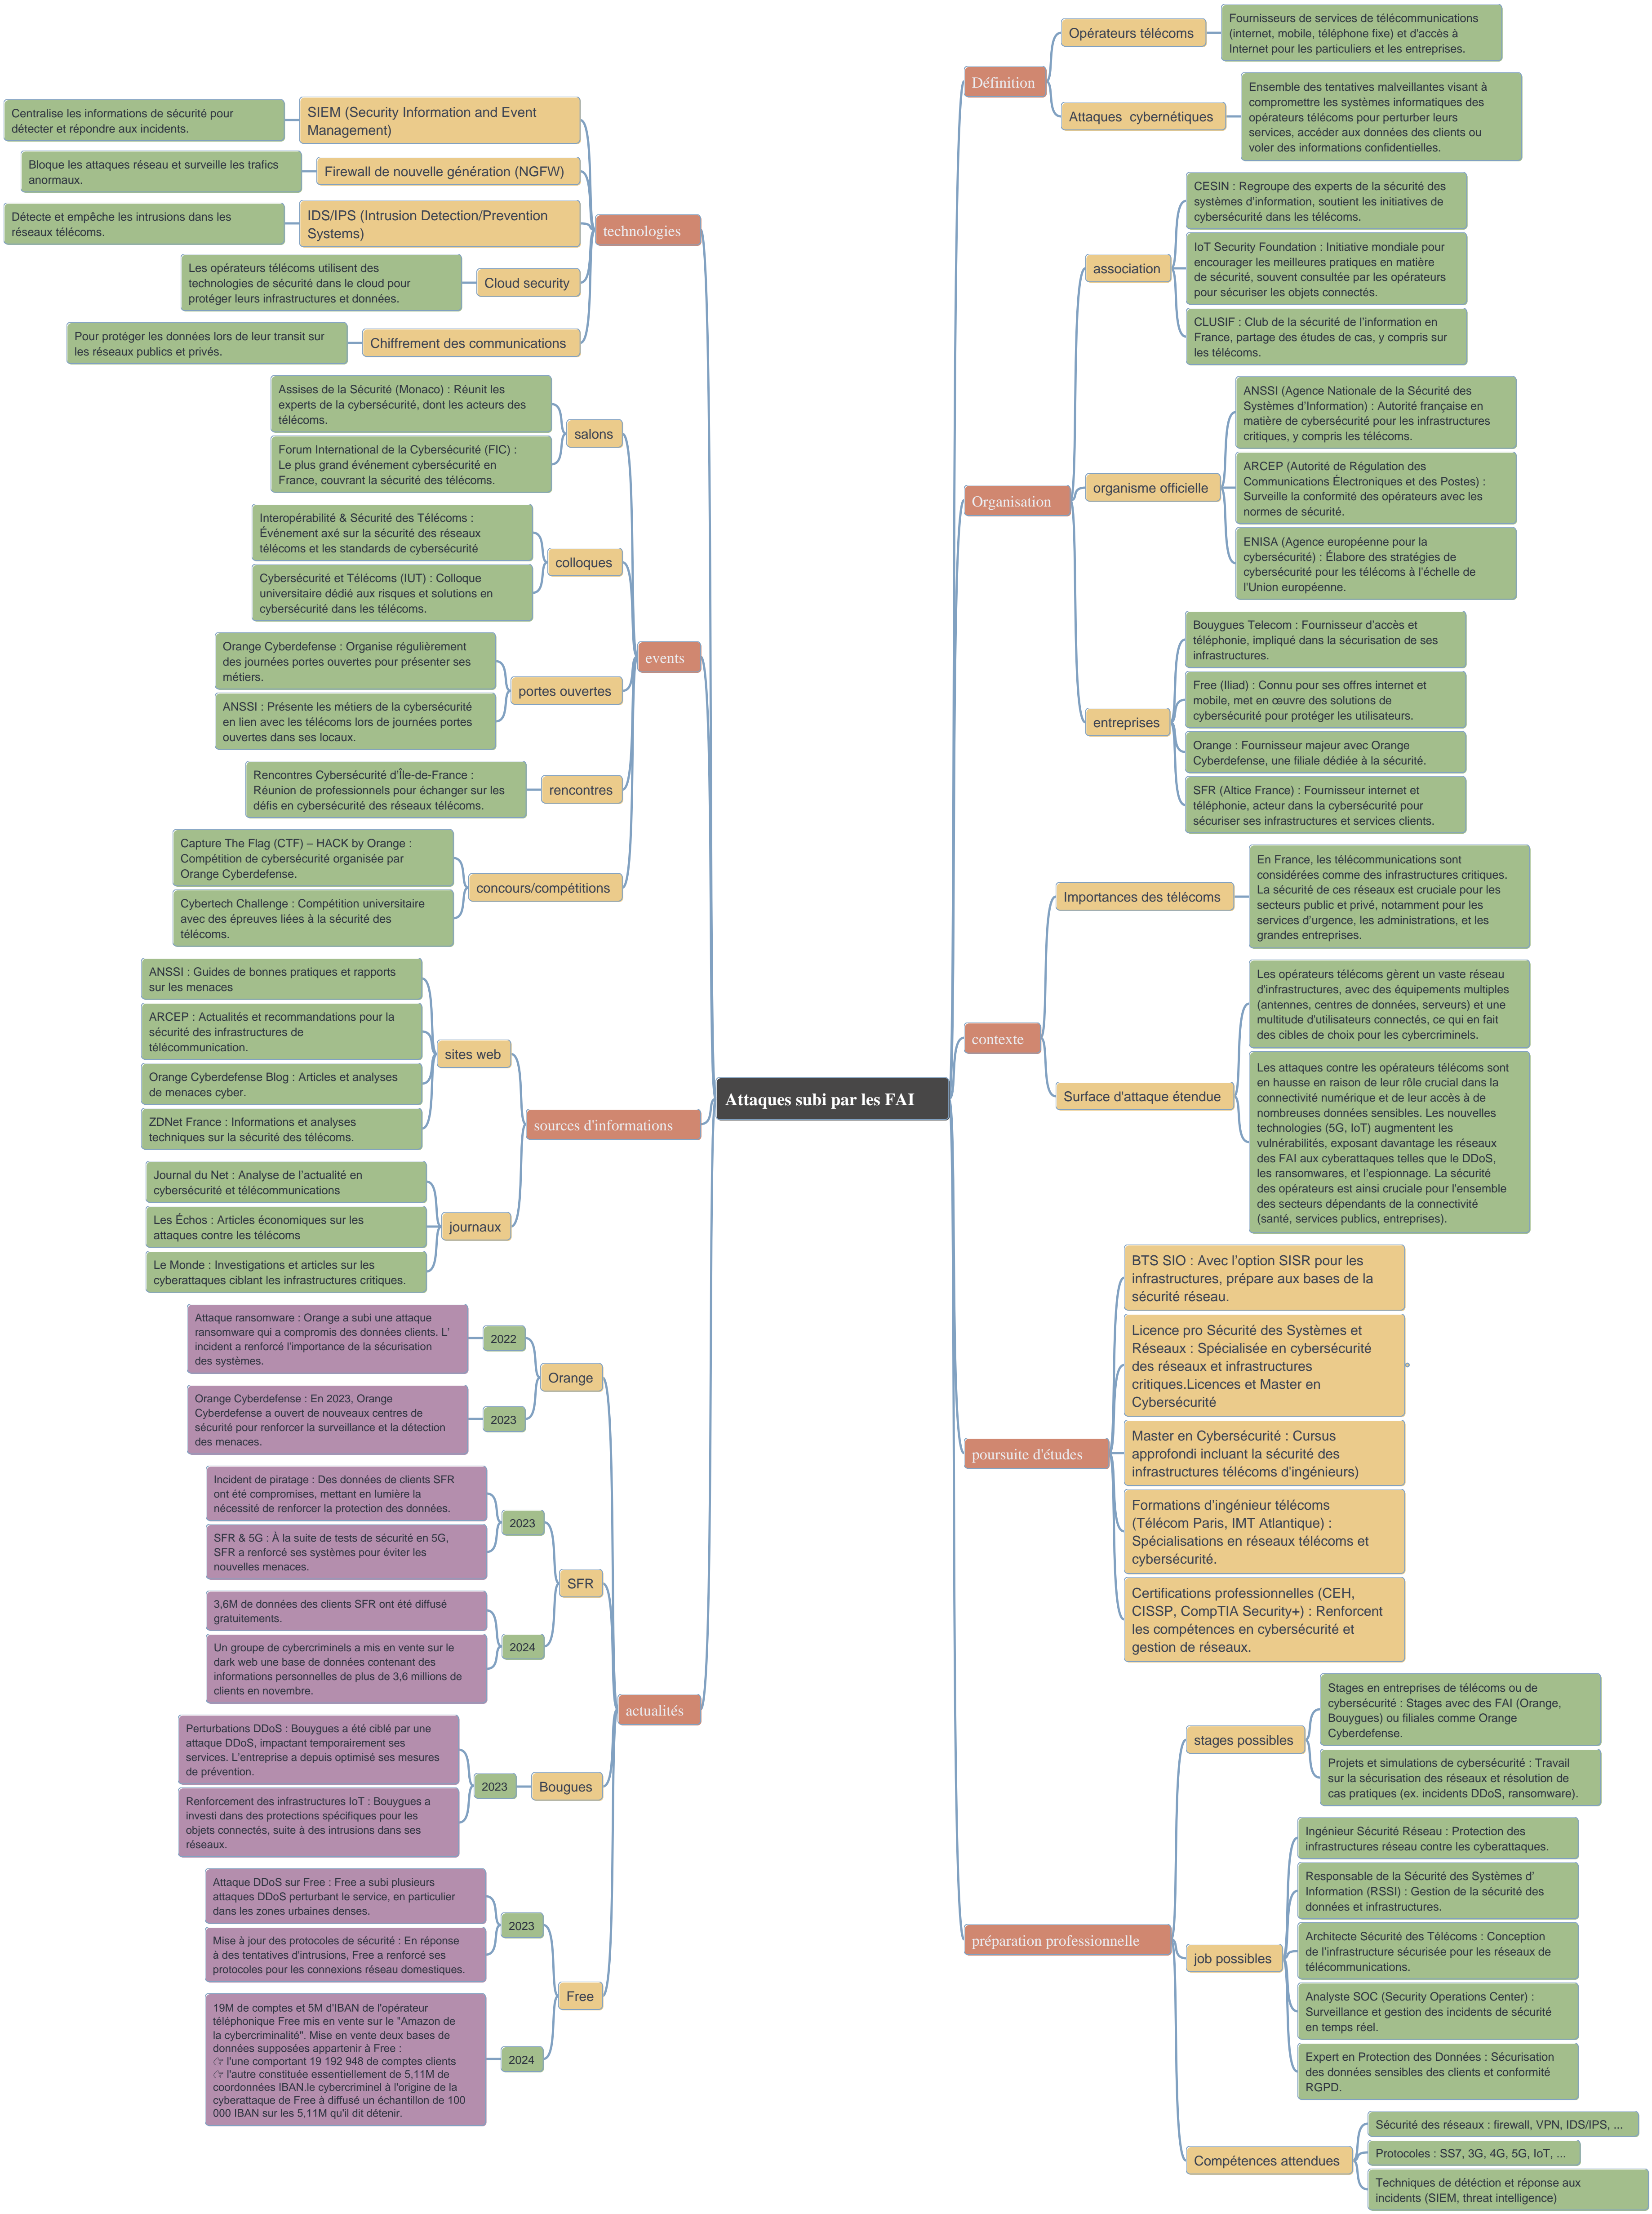 Attaques subi par les FAI
Définition
Opérateurs télécoms
Fournisseurs de services de télécommunications
(internet, mobile, téléphone fixe) et d’accès à
Internet pour les particuliers et les entreprises.
Attaques  cybernétiques
Ensemble des tentatives malveillantes visant à
compromettre les systèmes informatiques des
opérateurs télécoms pour perturber leurs
services, accéder aux données des clients ou
voler des informations confidentielles.
Organisation
association
CESIN : Regroupe des experts de la sécurité des
systèmes d’information, soutient les initiatives de
cybersécurité dans les télécoms.
IoT Security Foundation : Initiative mondiale pour
encourager les meilleures pratiques en matière
de sécurité, souvent consultée par les opérateurs
pour sécuriser les objets connectés.
CLUSIF : Club de la sécurité de l’information en
France, partage des études de cas, y compris sur
les télécoms.
organisme officielle
ANSSI (Agence Nationale de la Sécurité des
Systèmes d’Information) : Autorité française en
matière de cybersécurité pour les infrastructures
critiques, y compris les télécoms.
ARCEP (Autorité de Régulation des
Communications Électroniques et des Postes) :
Surveille la conformité des opérateurs avec les
normes de sécurité.
ENISA (Agence européenne pour la
cybersécurité) : Élabore des stratégies de
cybersécurité pour les télécoms à l’échelle de
l’Union européenne.
entreprises
Bouygues Telecom : Fournisseur d’accès et
téléphonie, impliqué dans la sécurisation de ses
infrastructures.
Free (Iliad) : Connu pour ses offres internet et
mobile, met en œuvre des solutions de
cybersécurité pour protéger les utilisateurs.
Orange : Fournisseur majeur avec Orange
Cyberdefense, une filiale dédiée à la sécurité.
SFR (Altice France) : Fournisseur internet et
téléphonie, acteur dans la cybersécurité pour
sécuriser ses infrastructures et services clients.
contexte
Importances des télécoms
En France, les télécommunications sont
considérées comme des infrastructures critiques.
La sécurité de ces réseaux est cruciale pour les
secteurs public et privé, notamment pour les
services d’urgence, les administrations, et les
grandes entreprises.
Surface d’attaque étendue
Les opérateurs télécoms gèrent un vaste réseau
d’infrastructures, avec des équipements multiples
(antennes, centres de données, serveurs) et une
multitude d’utilisateurs connectés, ce qui en fait
des cibles de choix pour les cybercriminels.
Les attaques contre les opérateurs télécoms sont
en hausse en raison de leur rôle crucial dans la
connectivité numérique et de leur accès à de
nombreuses données sensibles. Les nouvelles
technologies (5G, IoT) augmentent les
vulnérabilités, exposant davantage les réseaux
des FAI aux cyberattaques telles que le DDoS,
les ransomwares, et l’espionnage. La sécurité
des opérateurs est ainsi cruciale pour l’ensemble
des secteurs dépendants de la connectivité
(santé, services publics, entreprises).
poursuite d'études
BTS SIO : Avec l’option SISR pour les
infrastructures, prépare aux bases de la
sécurité réseau.
Licence pro Sécurité des Systèmes et
Réseaux : Spécialisée en cybersécurité
des réseaux et infrastructures
critiques.Licences et Master en
Cybersécurité
Master en Cybersécurité : Cursus
approfondi incluant la sécurité des
infrastructures télécoms d’ingénieurs)
Formations d’ingénieur télécoms
(Télécom Paris, IMT Atlantique) :
Spécialisations en réseaux télécoms et
cybersécurité.
Certifications professionnelles (CEH,
CISSP, CompTIA Security+) : Renforcent
les compétences en cybersécurité et
gestion de réseaux.
préparation professionnelle
stages possibles
Stages en entreprises de télécoms ou de
cybersécurité : Stages avec des FAI (Orange,
Bouygues) ou filiales comme Orange
Cyberdefense.
Projets et simulations de cybersécurité : Travail
sur la sécurisation des réseaux et résolution de
cas pratiques (ex. incidents DDoS, ransomware).
job possibles
Ingénieur Sécurité Réseau : Protection des
infrastructures réseau contre les cyberattaques.
Responsable de la Sécurité des Systèmes d’
Information (RSSI) : Gestion de la sécurité des
données et infrastructures.
Architecte Sécurité des Télécoms : Conception
de l’infrastructure sécurisée pour les réseaux de
télécommunications.
Analyste SOC (Security Operations Center) :
Surveillance et gestion des incidents de sécurité
en temps réel.
Expert en Protection des Données : Sécurisation
des données sensibles des clients et conformité
RGPD.
Compétences attendues
Sécurité des réseaux : firewall, VPN, IDS/IPS, ...
Protocoles : SS7, 3G, 4G, 5G, IoT, ...
Techniques de détéction et réponse aux
incidents (SIEM, threat intelligence)
technologies
SIEM (Security Information and Event
Management)
Centralise les informations de sécurité pour
détecter et répondre aux incidents.
Firewall de nouvelle génération (NGFW)
Bloque les attaques réseau et surveille les trafics
anormaux.
IDS/IPS (Intrusion Detection/Prevention
Systems)
Détecte et empêche les intrusions dans les
réseaux télécoms.
Cloud security
Les opérateurs télécoms utilisent des
technologies de sécurité dans le cloud pour
protéger leurs infrastructures et données.
Chiffrement des communications
Pour protéger les données lors de leur transit sur
les réseaux publics et privés.
events
salons
Assises de la Sécurité (Monaco) : Réunit les
experts de la cybersécurité, dont les acteurs des
télécoms.
Forum International de la Cybersécurité (FIC) :
Le plus grand événement cybersécurité en
France, couvrant la sécurité des télécoms.
colloques
Interopérabilité & Sécurité des Télécoms :
Événement axé sur la sécurité des réseaux
télécoms et les standards de cybersécurité
Cybersécurité et Télécoms (IUT) : Colloque
universitaire dédié aux risques et solutions en
cybersécurité dans les télécoms.
portes ouvertes
Orange Cyberdefense : Organise régulièrement
des journées portes ouvertes pour présenter ses
métiers.
ANSSI : Présente les métiers de la cybersécurité
en lien avec les télécoms lors de journées portes
ouvertes dans ses locaux.
rencontres
Rencontres Cybersécurité d’Île-de-France :
Réunion de professionnels pour échanger sur les
défis en cybersécurité des réseaux télécoms.
concours/compétitions
Capture The Flag (CTF) – HACK by Orange :
Compétition de cybersécurité organisée par
Orange Cyberdefense.
Cybertech Challenge : Compétition universitaire
avec des épreuves liées à la sécurité des
télécoms.
sources d'informations
sites web
ANSSI : Guides de bonnes pratiques et rapports
sur les menaces
ARCEP : Actualités et recommandations pour la
sécurité des infrastructures de
télécommunication.
Orange Cyberdefense Blog : Articles et analyses
de menaces cyber.
ZDNet France : Informations et analyses
techniques sur la sécurité des télécoms.
journaux
Journal du Net : Analyse de l’actualité en
cybersécurité et télécommunications
Les Échos : Articles économiques sur les
attaques contre les télécoms
Le Monde : Investigations et articles sur les
cyberattaques ciblant les infrastructures critiques.
actualités
Orange
2022
Attaque ransomware : Orange a subi une attaque
ransomware qui a compromis des données clients. L’
incident a renforcé l’importance de la sécurisation
des systèmes.
2023
Orange Cyberdefense : En 2023, Orange
Cyberdefense a ouvert de nouveaux centres de
sécurité pour renforcer la surveillance et la détection
des menaces.
SFR
2023
Incident de piratage : Des données de clients SFR
ont été compromises, mettant en lumière la
nécessité de renforcer la protection des données.
SFR & 5G : À la suite de tests de sécurité en 5G,
SFR a renforcé ses systèmes pour éviter les
nouvelles menaces.
2024
3,6M de données des clients SFR ont été diffusé
gratuitements.
Un groupe de cybercriminels a mis en vente sur le
dark web une base de données contenant des
informations personnelles de plus de 3,6 millions de
clients en novembre.
Bougues
2023
Perturbations DDoS : Bouygues a été ciblé par une
attaque DDoS, impactant temporairement ses
services. L’entreprise a depuis optimisé ses mesures
de prévention.
Renforcement des infrastructures IoT : Bouygues a
investi dans des protections spécifiques pour les
objets connectés, suite à des intrusions dans ses
réseaux.
Free
2023
Attaque DDoS sur Free : Free a subi plusieurs
attaques DDoS perturbant le service, en particulier
dans les zones urbaines denses.
Mise à jour des protocoles de sécurité : En réponse
à des tentatives d’intrusions, Free a renforcé ses
protocoles pour les connexions réseau domestiques.
2024
19M de comptes et 5M d'IBAN de l'opérateur
téléphonique Free mis en vente sur le "Amazon de
la cybercriminalité". Mise en vente deux bases de
données supposées appartenir à Free :
👉 l'une comportant 19 192 948 de comptes clients
👉 l'autre constituée essentiellement de 5,11M de
coordonnées IBAN.le cybercriminel à l'origine de la
cyberattaque de Free à diffusé un échantillon de 100
000 IBAN sur les 5,11M qu'il dit détenir.